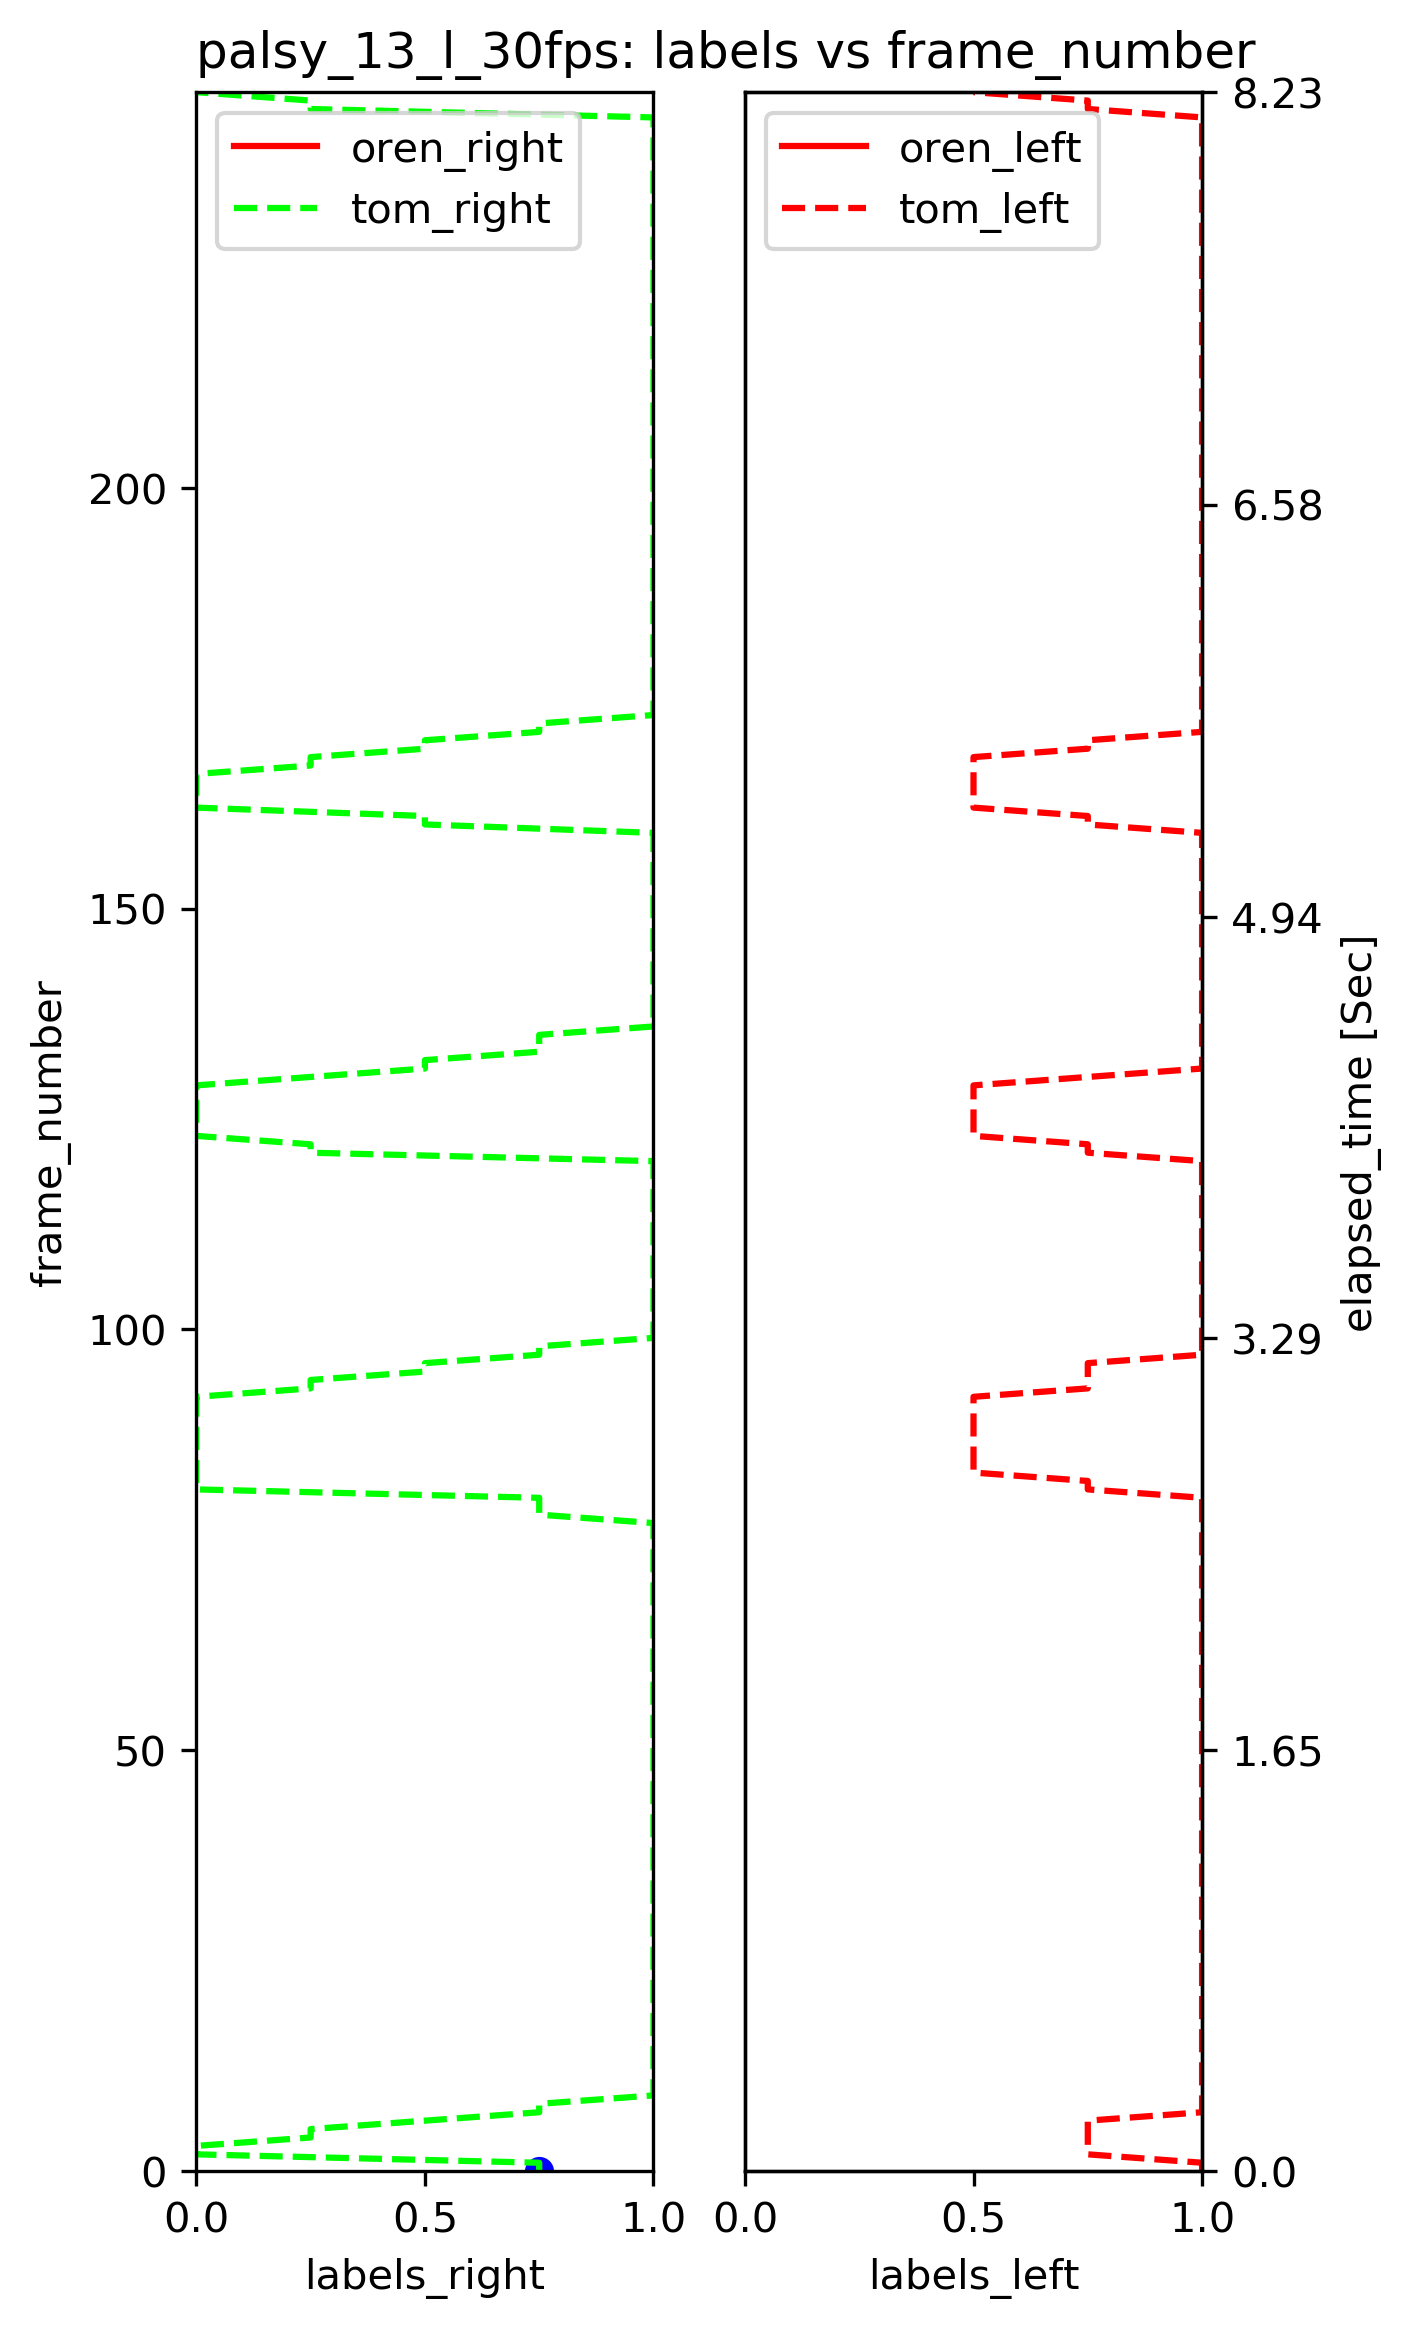 palsy_13_l_30fps: labels vs frame_number
oren_right
tom_right
oren_left
tom_left
200
150
100
50
0
frame_number
0.0 0.5 1.0
labels_right
0.0 0.5 1.0
labels_left
8.23
6.58
4.94
3.29
1.65
0.0
elapsed_time [Sec]